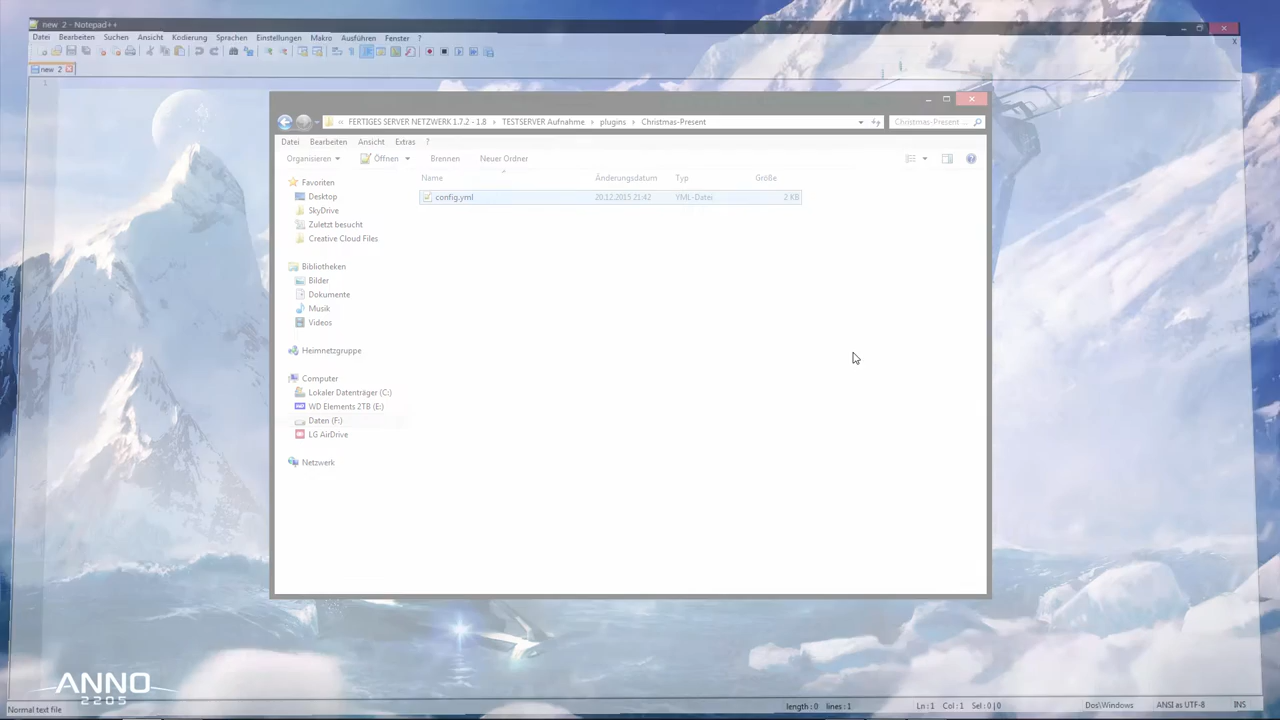 new 2 - Notepad++
Datei Bearbeiten Suchen Ansicht Kodierung Sprachen Einstellungen Makro Ausführen Fenster ?
X
new 2
1
« FERTIGES SERVER NETZWERK 1.7.2 - 1.8 TESTSERVER Aufnahme plugins Christmas-Present
Christmas-Present ...
Datei Bearbeiten Ansicht Extras ?
Organisieren Öffnen Brennen Neuer Ordner
Name Änderungsdatum Typ Größe
config.yml 20.12.2015 21:42 YML-Datei 2 KB
Favoriten
Desktop
SkyDrive
Zuletzt besucht
Creative Cloud Files
Bibliotheken
Bilder
Dokumente
Musik
Videos
Heimnetzgruppe
Computer
Lokaler Datenträger (C:)
WD Elements 2TB (E:)
Daten (F:)
LG AirDrive
Netzwerk
ANNO
2205
Normal text file length : 0 lines : 1 Ln : 1 Col : 1 Sel : 0 | 0 Dos\Windows ANSI as UTF-8 INS